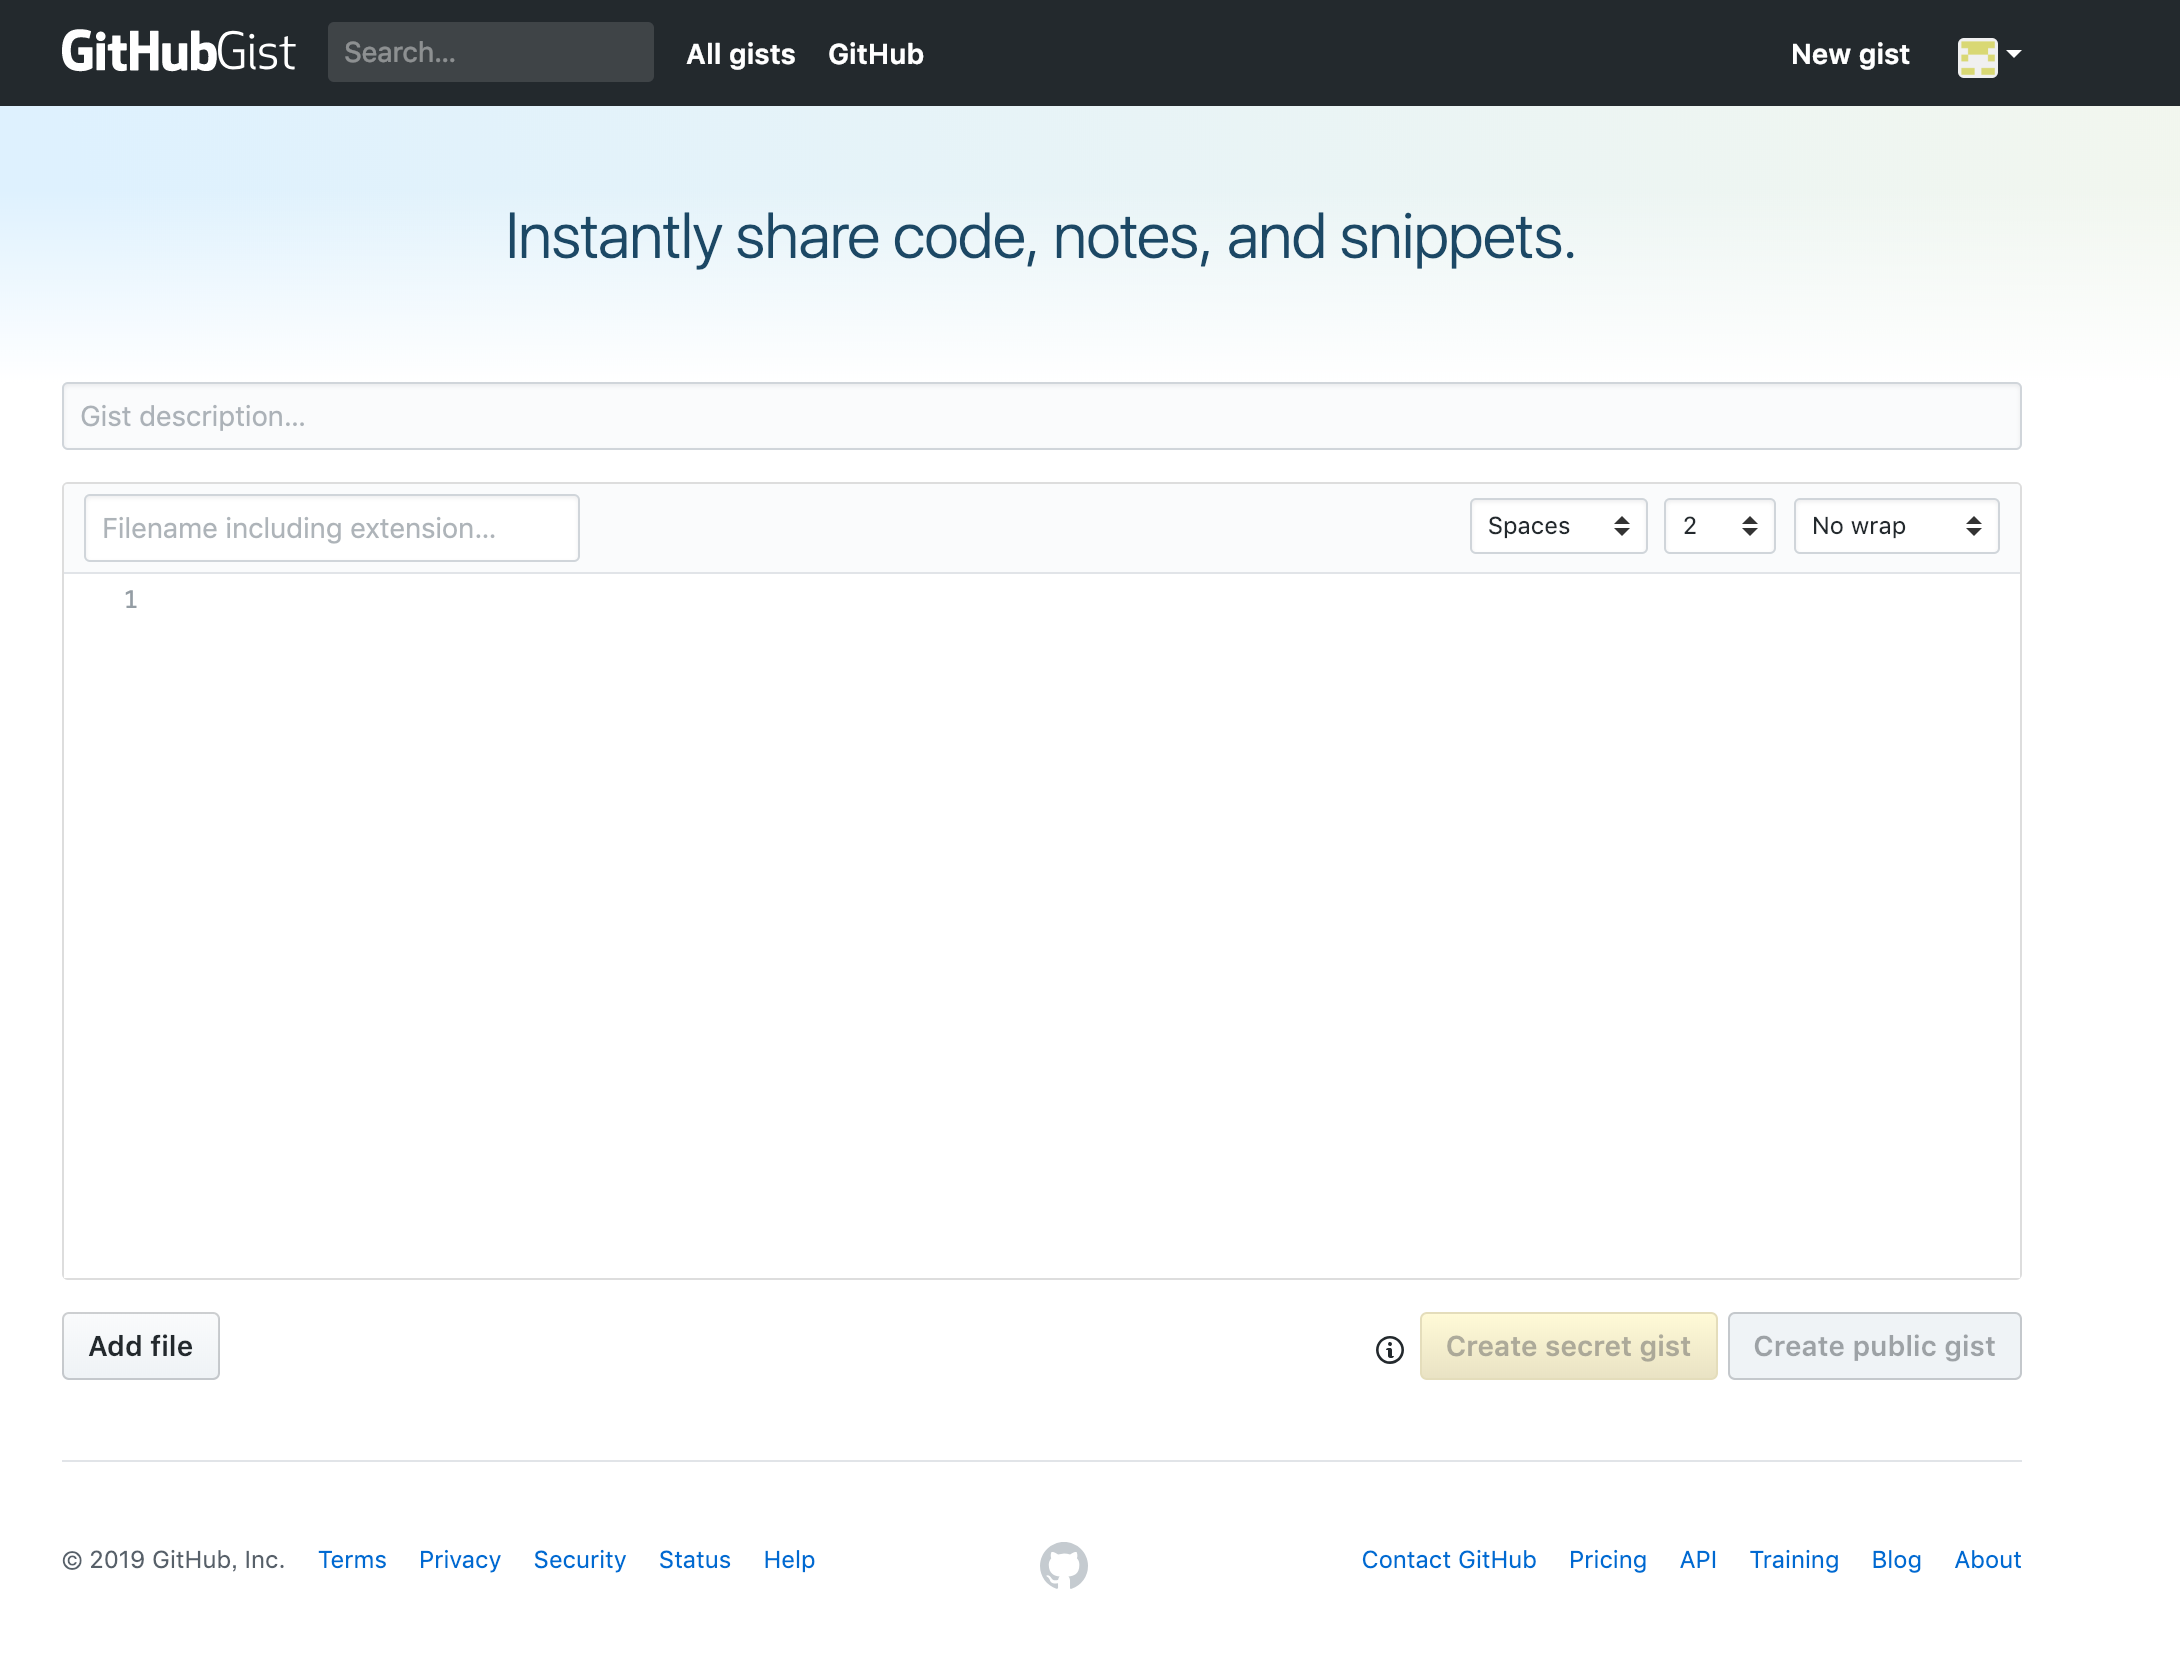 GitHubGist Search... All gists GitHub New gist
Instantly share code, notes, and snippets.
Gist description...
Filename including extension... Spaces 2 No wrap
1
Add file Create secret gist Create public gist
© 2019 GitHub, Inc. Terms Privacy Security Status Help Contact GitHub Pricing API Training Blog About